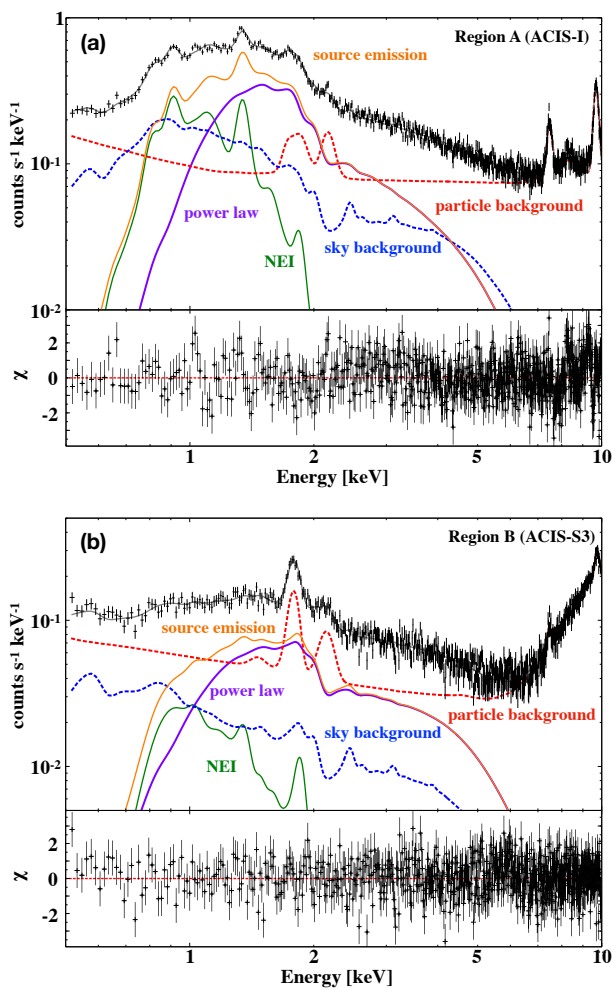 (a)
Region A (ACIS-I)
source emission
power law
particle background
NEI
sky background
counts s-1 keV-1
1
10-1
10-2
χ
2
0
-2
1
2
5
10
Energy [keV]
(b)
Region B (ACIS-S3)
source emission
power law
particle background
sky background
NEI
counts s-1 keV-1
10-1
10-2
χ
2
0
-2
1
2
5
10
Energy [keV]